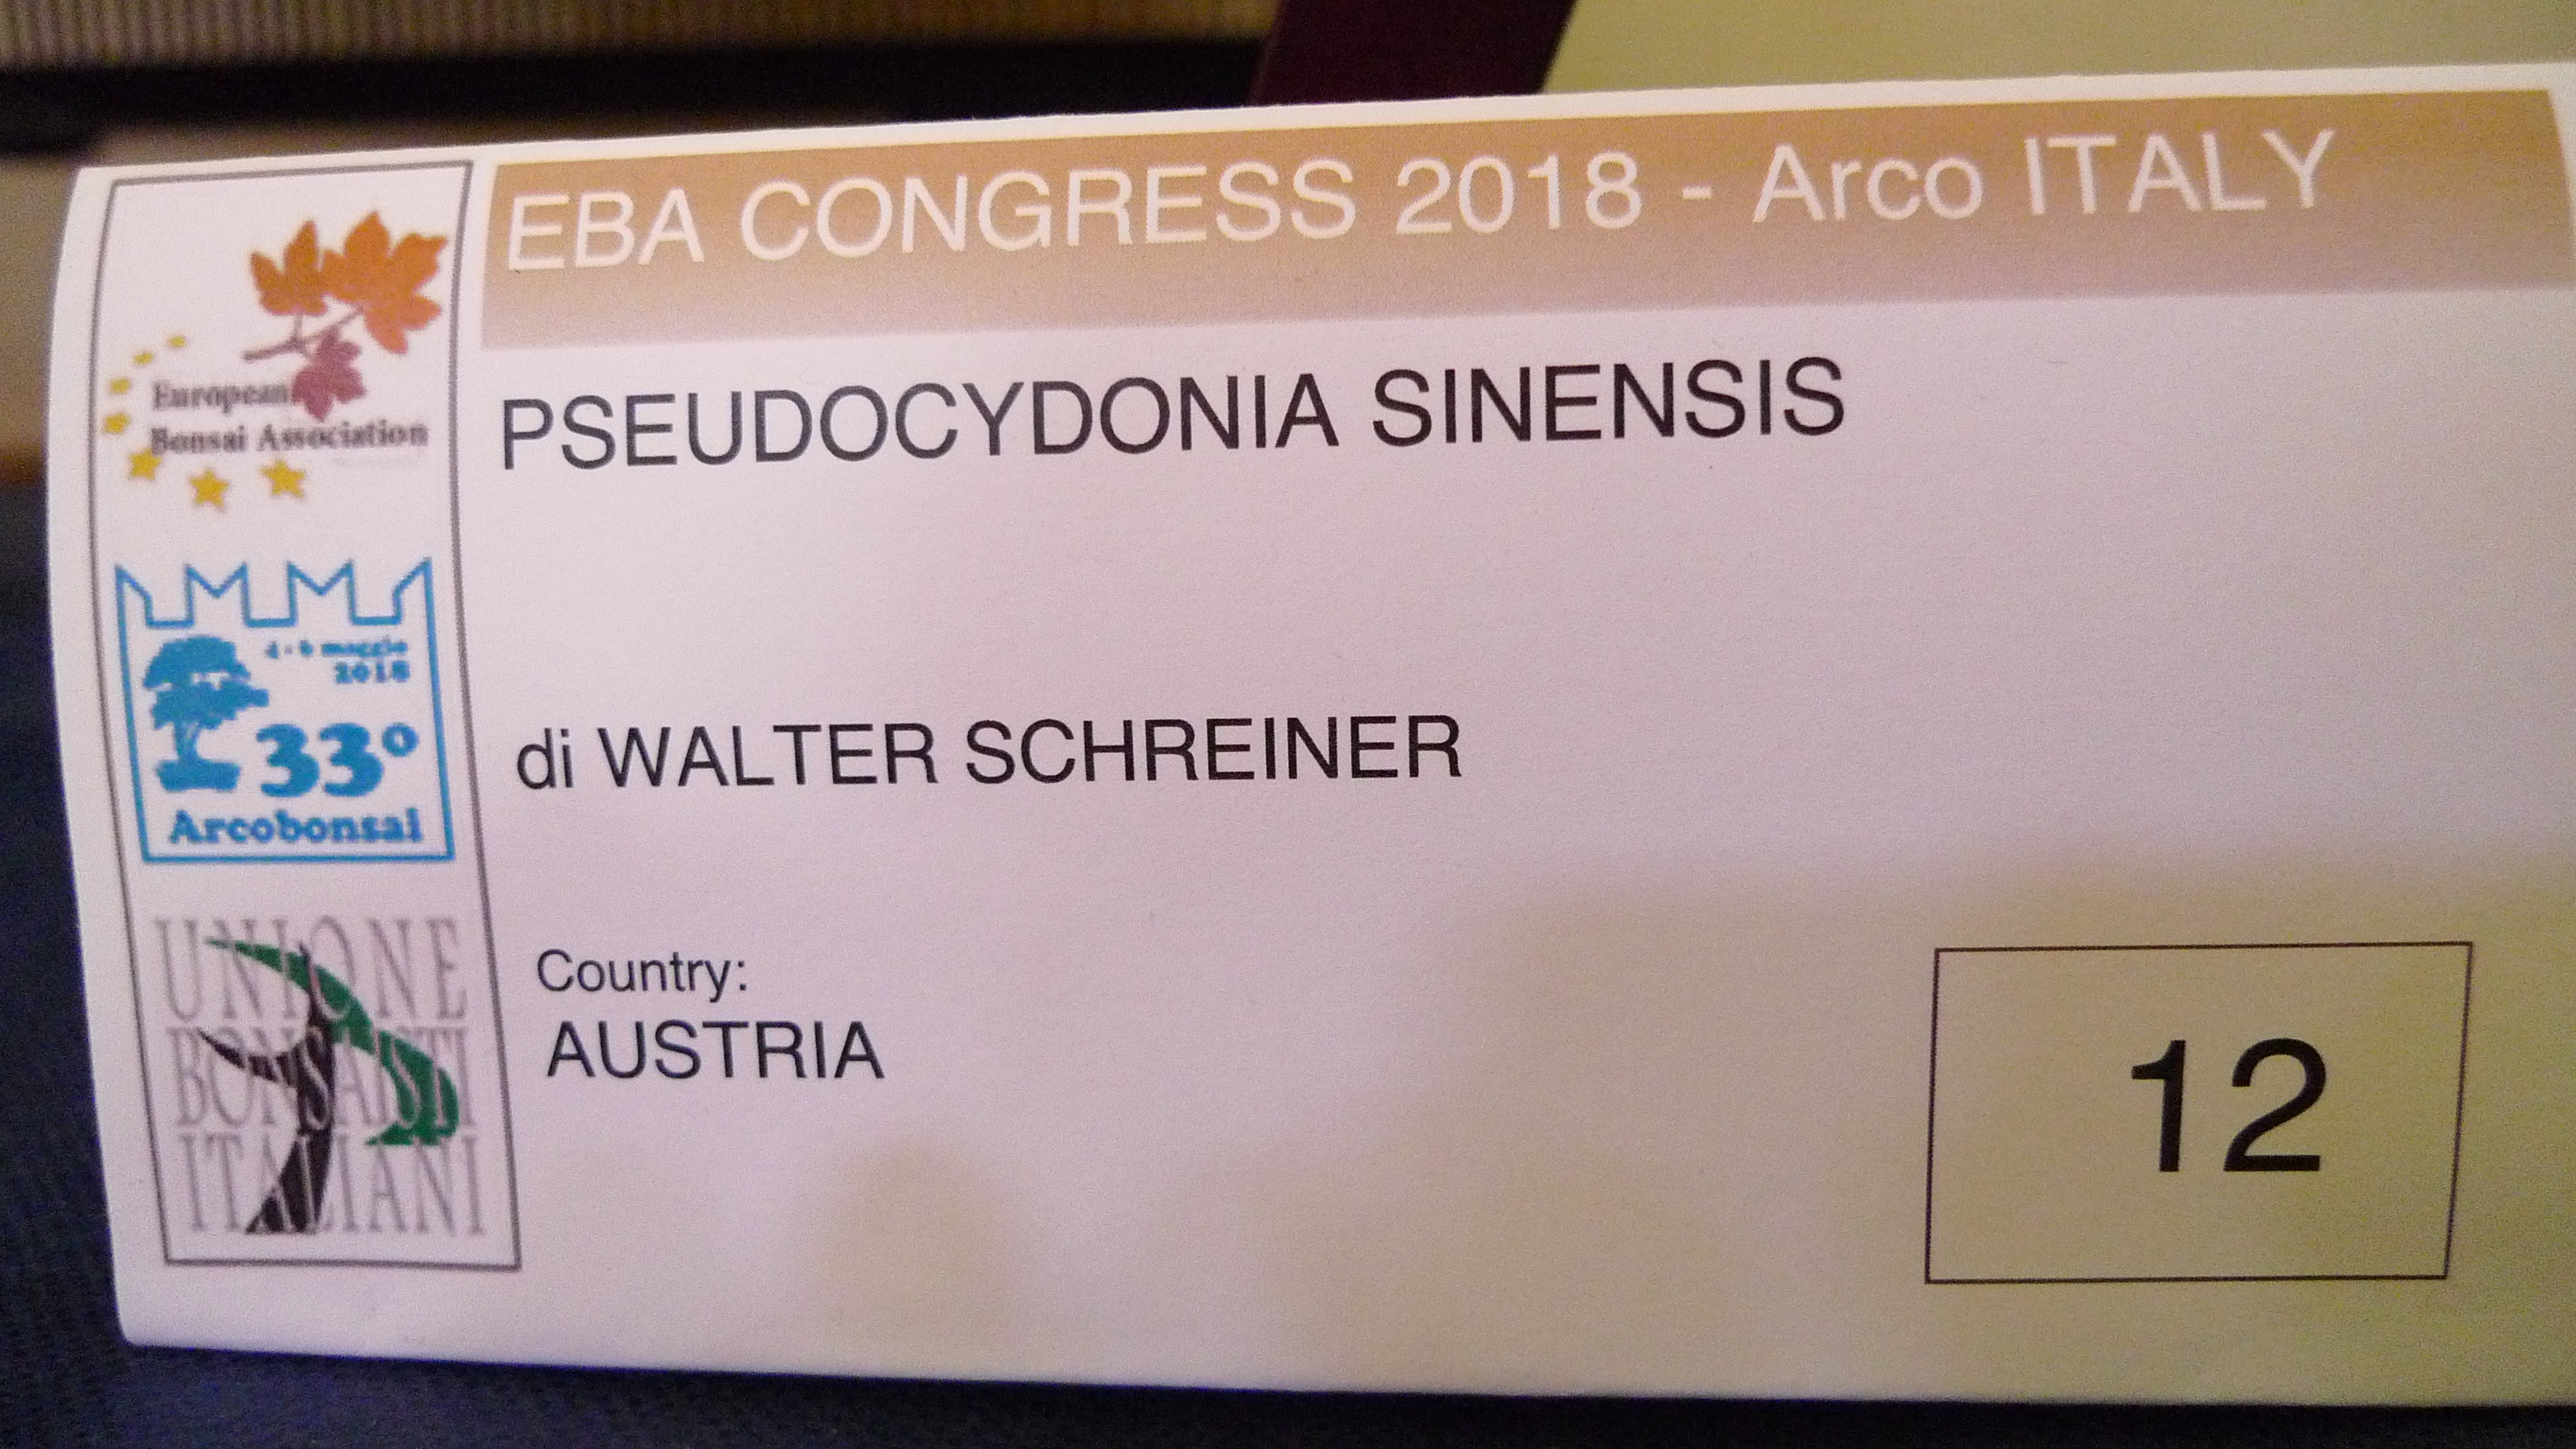 EBA CONGRESS 2018 - Arco ITALY
European
Bonsai Association
PSEUDOCYDONIA SINENSIS
4 - 6 maggio
2018
33°
Arcobonsai
di WALTER SCHREINER
UNIONE
BONSAISTI
ITALIANI
Country:
AUSTRIA
12